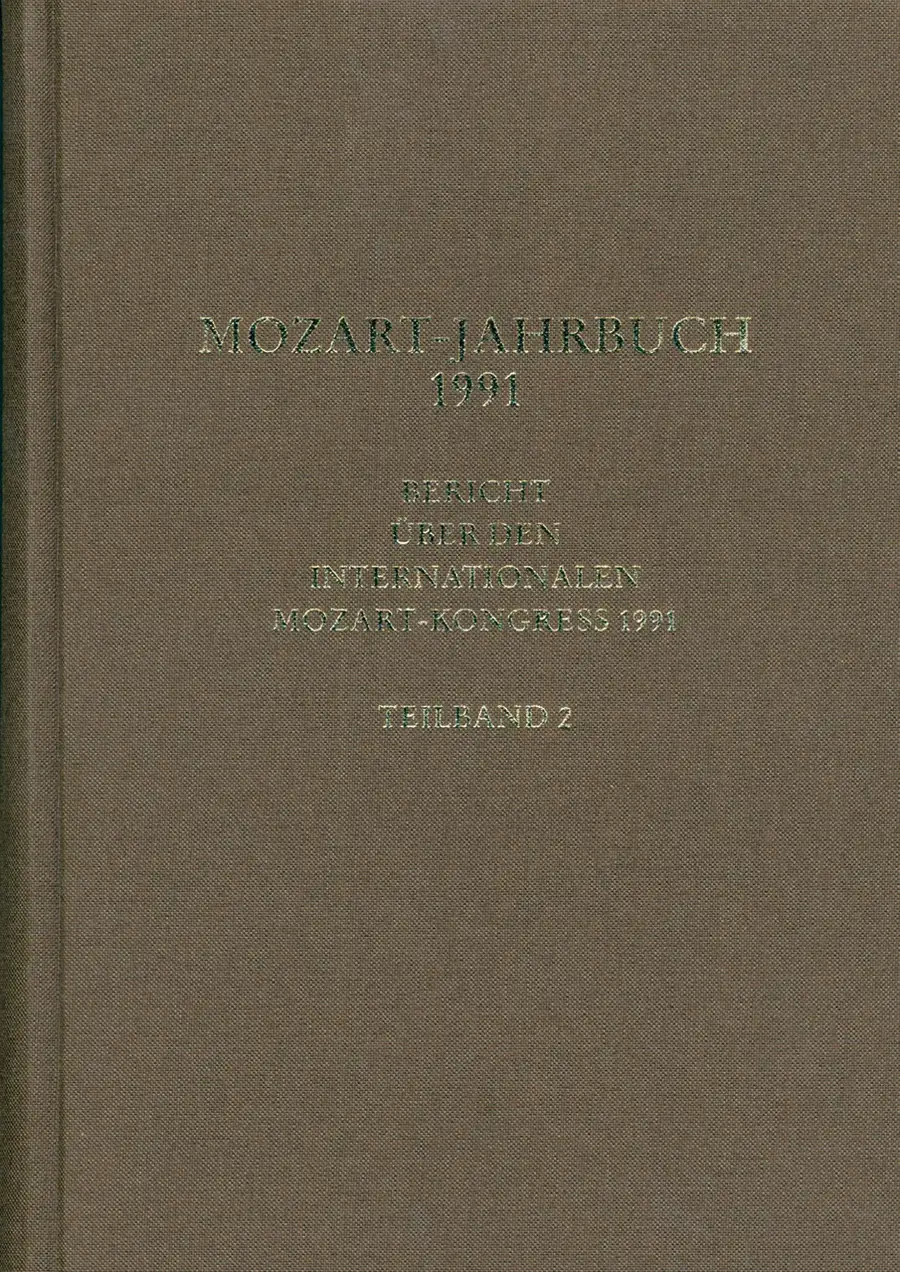 MOZART-JAHRBUCH
1991
BERICHT
ÜBER DEN
INTERNATIONALEN
MOZART-KONGRESS 1991
TEILBAND 2